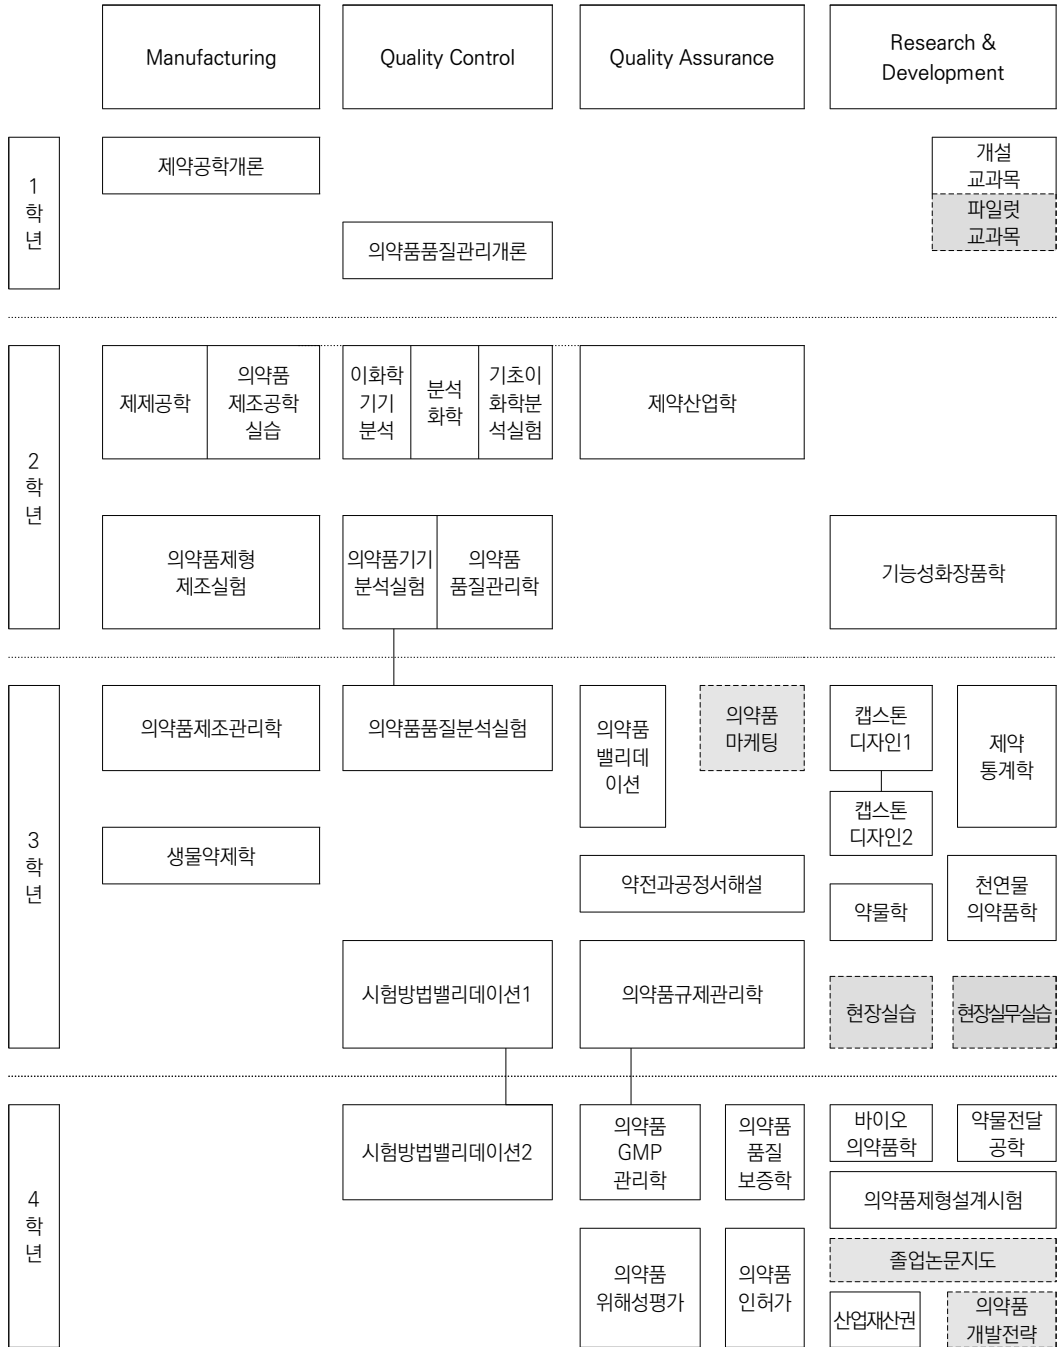 Manufacturing
Quality Control
Quality Assurance
Research &
Development
1
학
년
제약공학개론
개설
교과목
파일럿
교과목
의약품품질관리개론
2
학
년
제제공학
의약품
제조공학
실습
이화학
기기
분석
분석
화학
기초이
화학분
석실험
제약산업학
의약품제형
제조실험
의약품기기
분석실험
의약품
품질관리학
기능성화장품학
3
학
년
의약품제조관리학
의약품품질분석실험
의약품
밸리데
이션
의약품
마케팅
캡스톤
디자인1
제약
통계학
캡스톤
디자인2
생물약제학
약전과공정서해설
약물학
천연물
의약품학
시험방법밸리데이션1
의약품규제관리학
현장실습
현장실무실습
4
학
년
시험방법밸리데이션2
의약품
GMP
관리학
의약품
품질
보증학
바이오
의약품학
약물전달
공학
의약품제형설계시험
졸업논문지도
의약품
위해성평가
의약품
인허가
산업재산권
의약품
개발전략